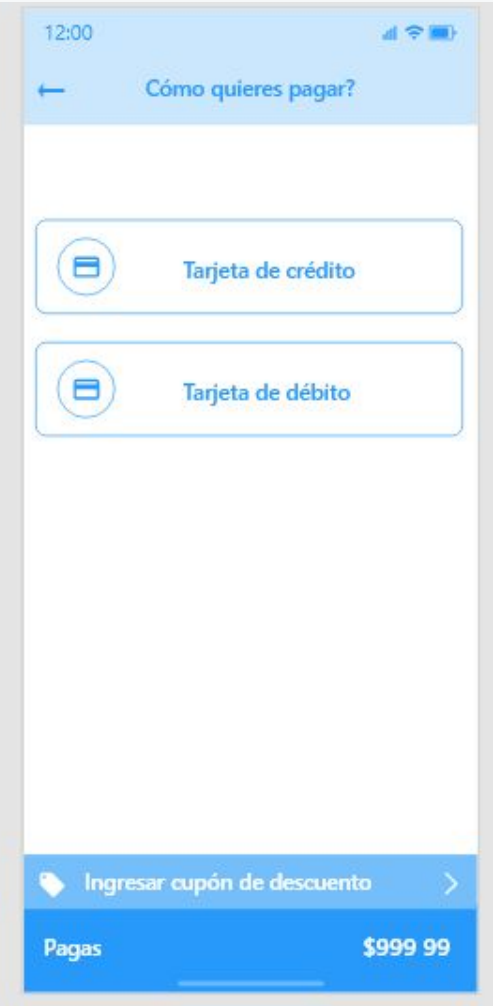 12:00
Cómo quieres pagar?
Tarjeta de crédito
Tarjeta de débito
Ingresar cupón de descuento
Pagas $999 99